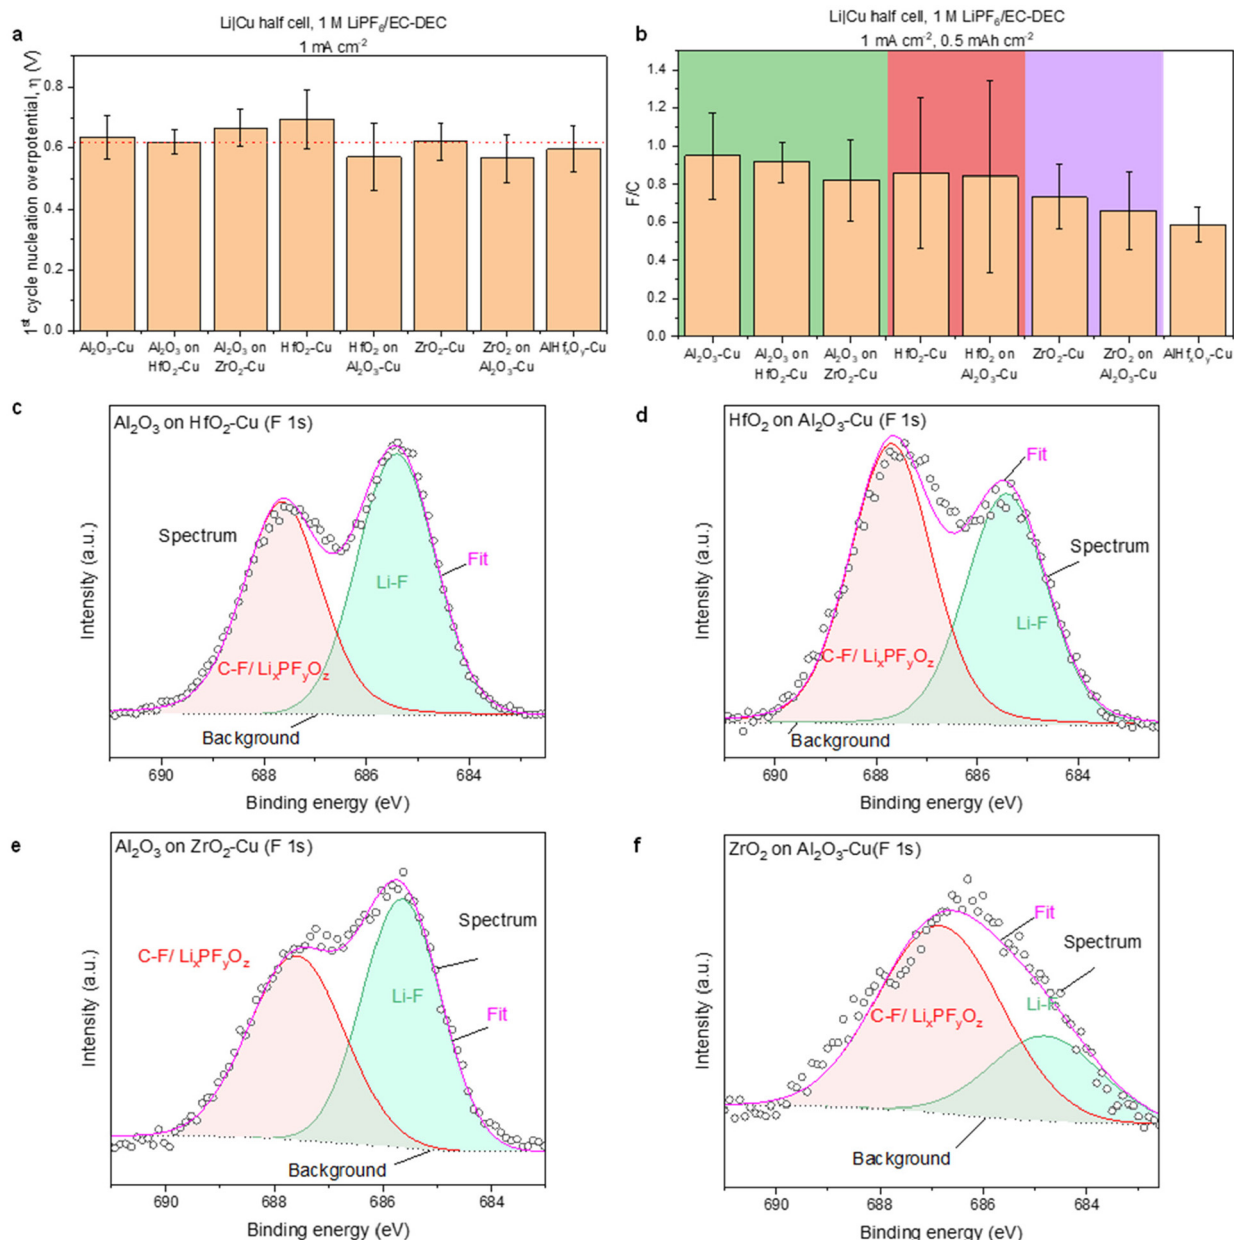 a
Li|Cu half cell, 1 M LiPF₆/EC-DEC
1 mA cm⁻²
1ˢᵗ cycle nucleation overpotential, η (V)
0.8
0.6
0.4
0.2
0.0
Al₂O₃-Cu
Al₂O₃ on HfO₂-Cu
Al₂O₃ on ZrO₂-Cu
HfO₂-Cu
HfO₂ on Al₂O₃-Cu
ZrO₂-Cu
ZrO₂ on Al₂O₃-Cu
AlHfₓOᵧ-Cu
b
Li|Cu half cell, 1 M LiPF₆/EC-DEC
1 mA cm⁻², 0.5 mAh cm⁻²
F/C
1.4
1.2
1.0
0.8
0.6
0.4
0.2
0.0
Al₂O₃-Cu
Al₂O₃ on HfO₂-Cu
Al₂O₃ on ZrO₂-Cu
HfO₂-Cu
HfO₂ on Al₂O₃-Cu
ZrO₂-Cu
ZrO₂ on Al₂O₃-Cu
AlHfₓOᵧ-Cu
c
Al₂O₃ on HfO₂-Cu (F 1s)
Spectrum
Fit
Li-F
C-F/ LiₓPFᵧO_z
Background
Intensity (a.u.)
690 688 686 684
Binding energy (eV)
d
HfO₂ on Al₂O₃-Cu (F 1s)
Fit
Spectrum
Li-F
C-F/ LiₓPFᵧO_z
Background
Intensity (a.u.)
690 688 686 684
Binding energy (eV)
e
Al₂O₃ on ZrO₂-Cu (F 1s)
Spectrum
C-F/ LiₓPFᵧO_z
Li-F
Fit
Background
Intensity (a.u.)
690 688 686 684
Binding energy (eV)
f
ZrO₂ on Al₂O₃-Cu(F 1s)
Fit
Spectrum
Li-F
C-F/ LiₓPFᵧO_z
Background
Intensity (a.u.)
690 688 686 684
Binding energy (eV)